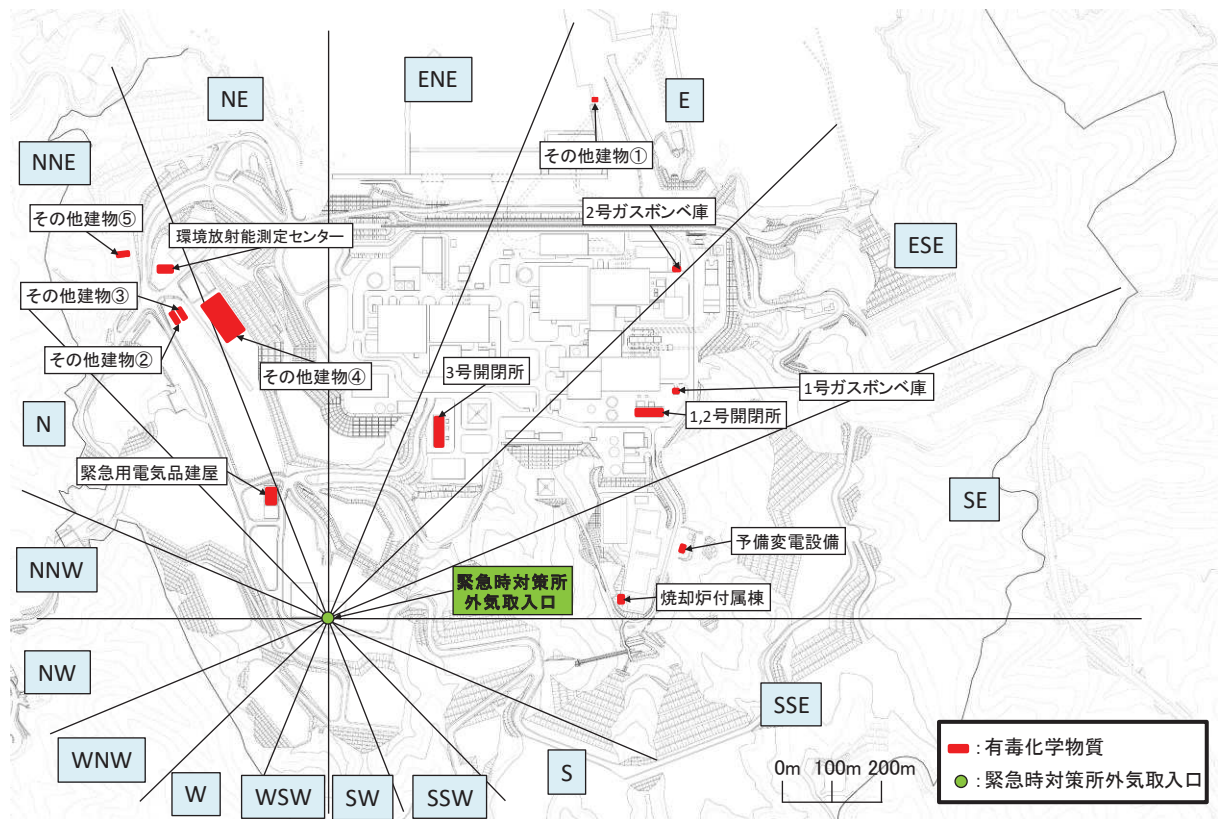 ENE
NE
E
NNE
その他建物①
その他建物⑤
2号ガスボンベ庫
環境放射能測定センター
ESE
その他建物③
その他建物②
その他建物④
3号開閉所
1号ガスボンベ庫
1,2号開閉所
N
緊急用電気品建屋
SE
予備変電設備
NNW
緊急時対策所
外気取入口
焼却炉付属棟
NW
SSE
WNW
S
W
WSW
SW
SSW
0m 100m 200m
:有毒化学物質
:緊急時対策所外気取入口